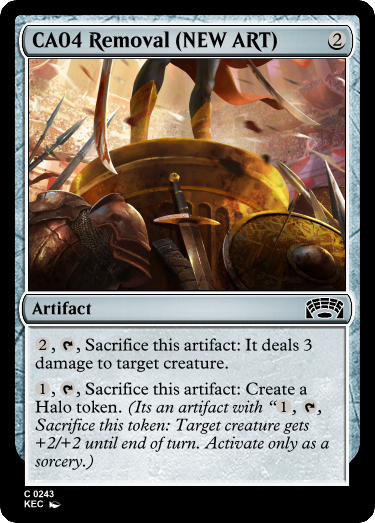 CA04 Removal (NEW ART) 2
Artifact
2, , Sacrifice this artifact: It deals 3
damage to target creature.
1, , Sacrifice this artifact: Create a
Halo token. (Its an artifact with “1, ,
Sacrifice this token: Target creature gets
+2/+2 until end of turn. Activate only as a
sorcery.)
C 0243
KEC